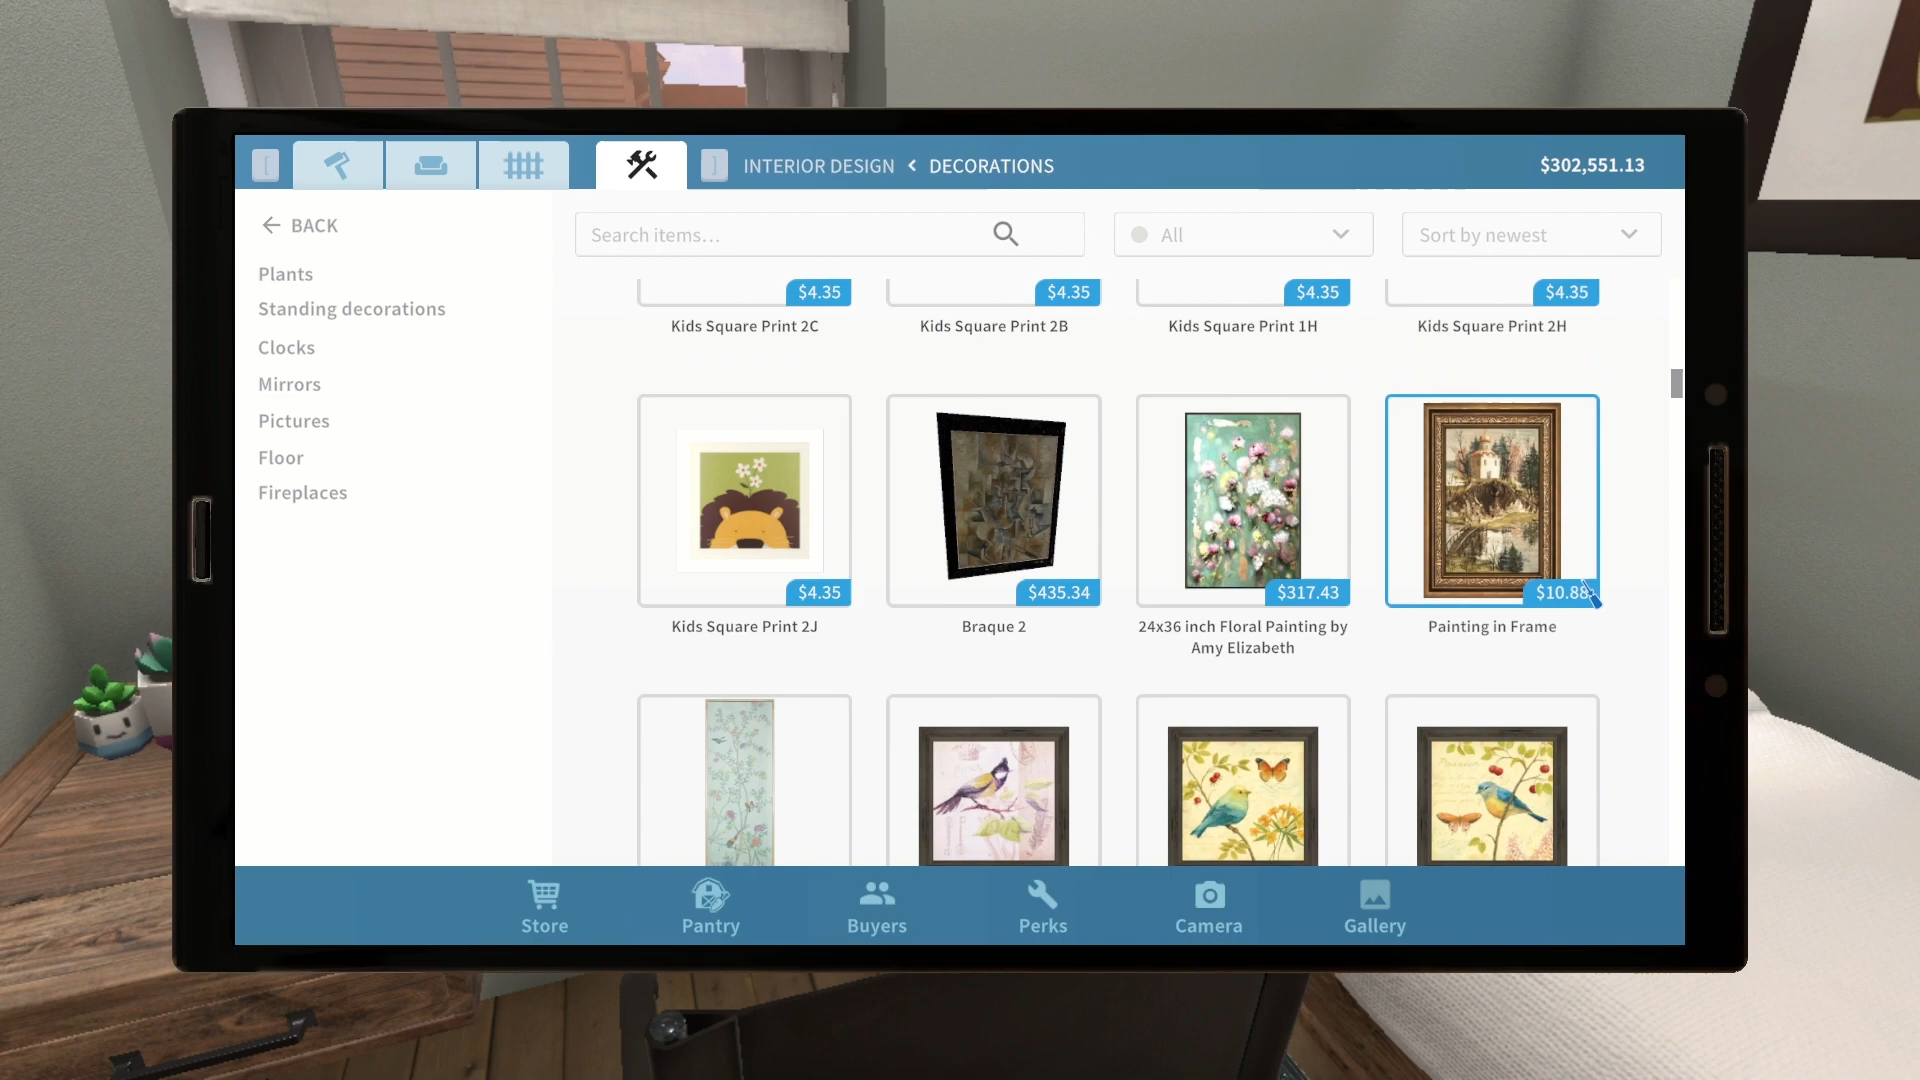 [
]
INTERIOR DESIGN < DECORATIONS
$302,551.13
BACK
Search items...
All
Sort by newest
Plants
Standing decorations
Clocks
Mirrors
Pictures
Floor
Fireplaces
$4.35
$4.35
$4.35
$4.35
Kids Square Print 2C
Kids Square Print 2B
Kids Square Print 1H
Kids Square Print 2H
$4.35
$435.34
$317.43
$10.88
Kids Square Print 2J
Braque 2
24x36 inch Floral Painting by
Amy Elizabeth
Painting in Frame
Store
Pantry
Buyers
Perks
Camera
Gallery